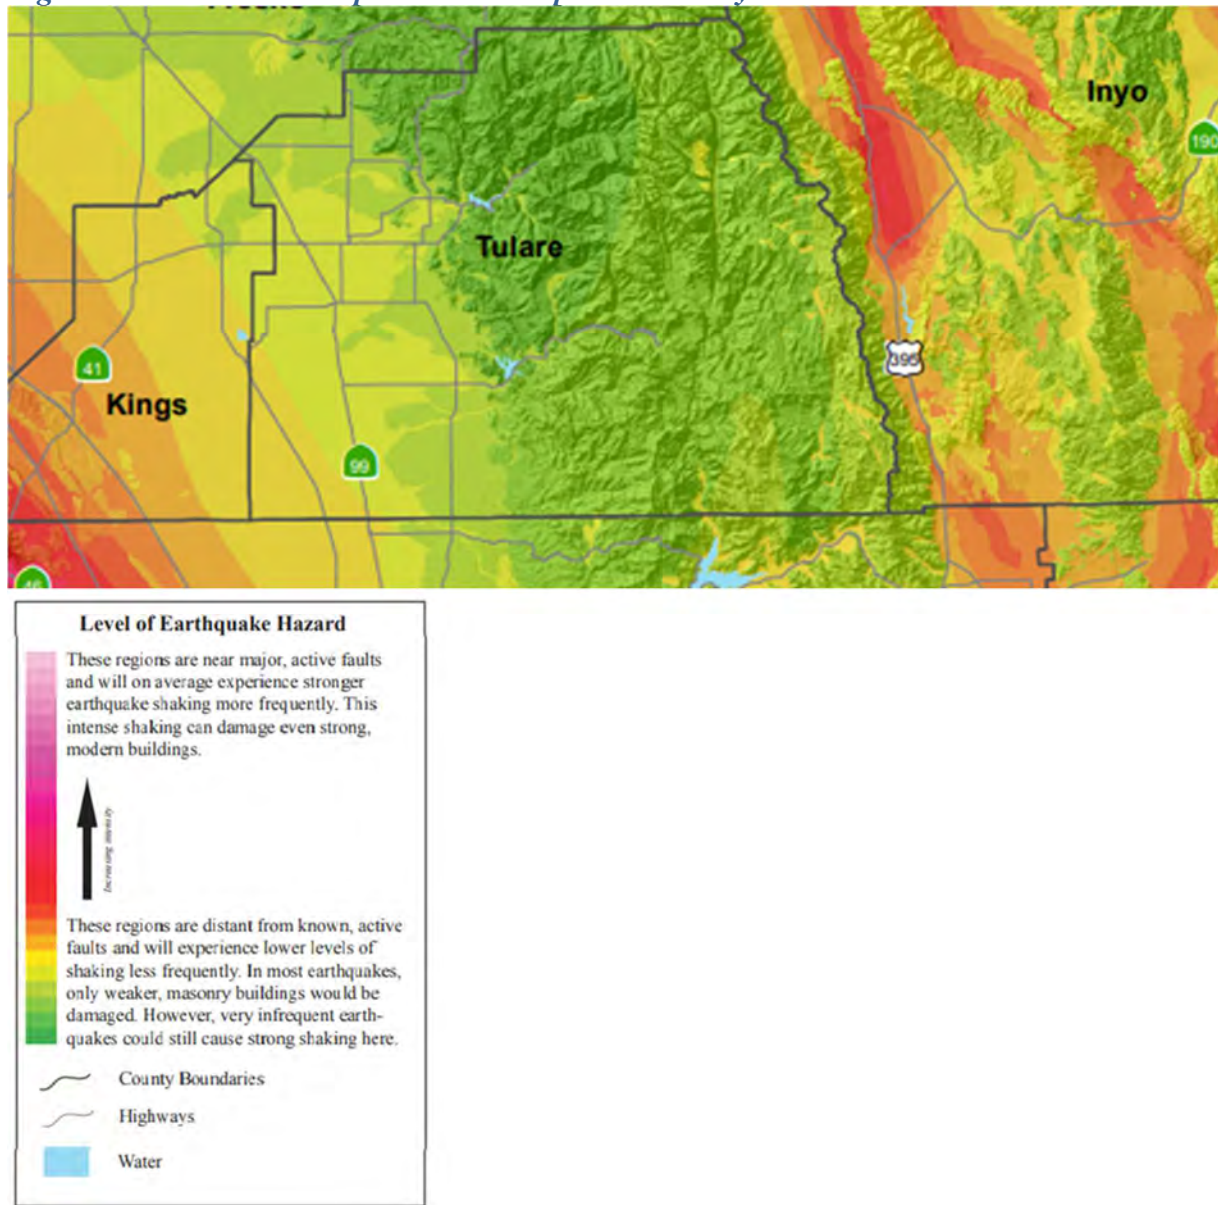 Inyo
190
Tulare
395
41
Kings
99
46
Level of Earthquake Hazard
These regions are near major, active faults
and will on average experience stronger
earthquake shaking more frequently. This
intense shaking can damage even strong,
modern buildings.
Increasing intensity
These regions are distant from known, active
faults and will experience lower levels of
shaking less frequently. In most earthquakes,
only weaker, masonry buildings would be
damaged. However, very infrequent earth-
quakes could still cause strong shaking here.
County Boundaries
Highways
Water